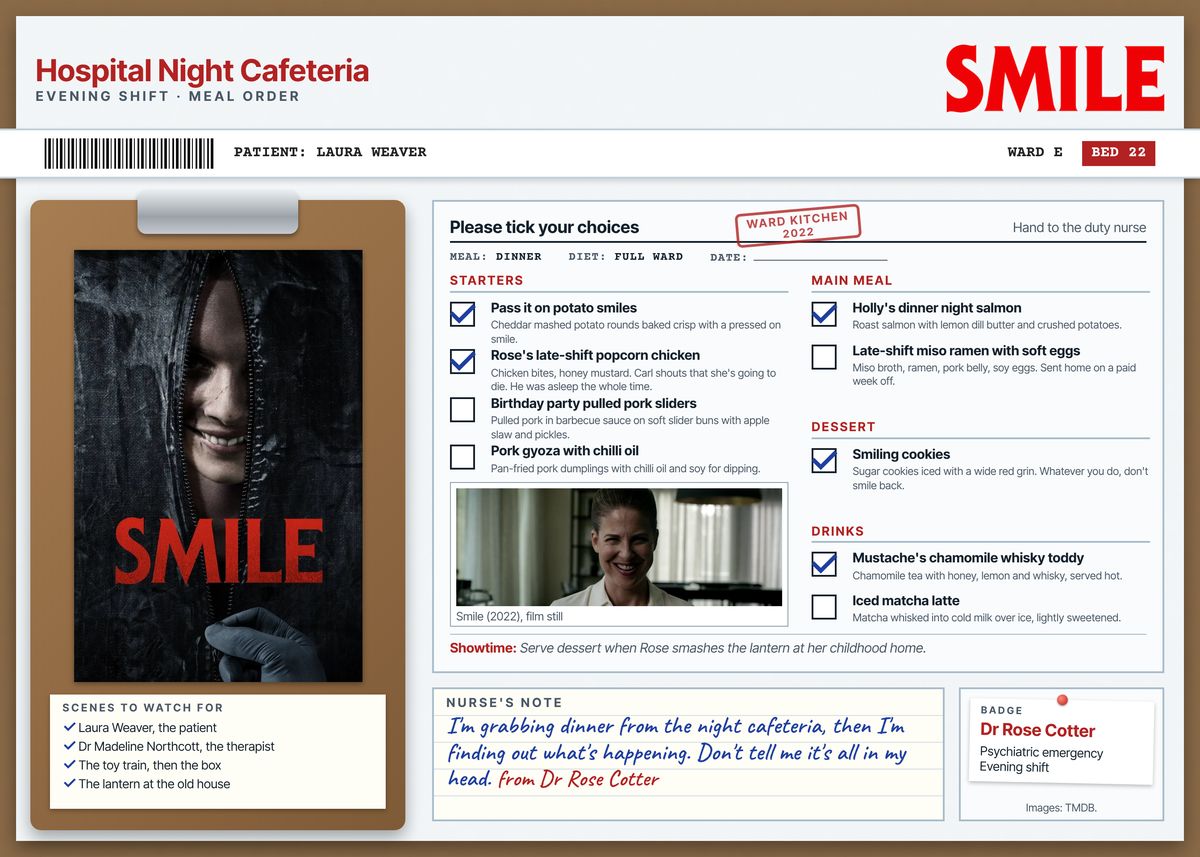 Hospital Night Cafeteria
EVENING SHIFT · MEAL ORDER
SMILE
PATIENT: LAURA WEAVER
WARD E
BED 22
SMILE
SCENES TO WATCH FOR
Laura Weaver, the patient
Dr Madeline Northcott, the therapist
The toy train, then the box
The lantern at the old house
Please tick your choices
WARD KITCHEN
2022
Hand to the duty nurse
MEAL: DINNER
DIET: FULL WARD
DATE:
STARTERS
Pass it on potato smiles
Cheddar mashed potato rounds baked crisp with a pressed on
smile.
Rose's late-shift popcorn chicken
Chicken bites, honey mustard. Carl shouts that she's going to
die. He was asleep the whole time.
Birthday party pulled pork sliders
Pulled pork in barbecue sauce on soft slider buns with apple
slaw and pickles.
Pork gyoza with chilli oil
Pan-fried pork dumplings with chilli oil and soy for dipping.
Smile (2022), film still
MAIN MEAL
Holly's dinner night salmon
Roast salmon with lemon dill butter and crushed potatoes.
Late-shift miso ramen with soft eggs
Miso broth, ramen, pork belly, soy eggs. Sent home on a paid
week off.
DESSERT
Smiling cookies
Sugar cookies iced with a wide red grin. Whatever you do, don't
smile back.
DRINKS
Mustache's chamomile whisky toddy
Chamomile tea with honey, lemon and whisky, served hot.
Iced matcha latte
Matcha whisked into cold milk over ice, lightly sweetened.
Showtime: Serve dessert when Rose smashes the lantern at her childhood home.
NURSE'S NOTE
I'm grabbing dinner from the night cafeteria, then I'm
finding out what's happening. Don't tell me it's all in my
head. from Dr Rose Cotter
BADGE
Dr Rose Cotter
Psychiatric emergency
Evening shift
Images: TMDB.